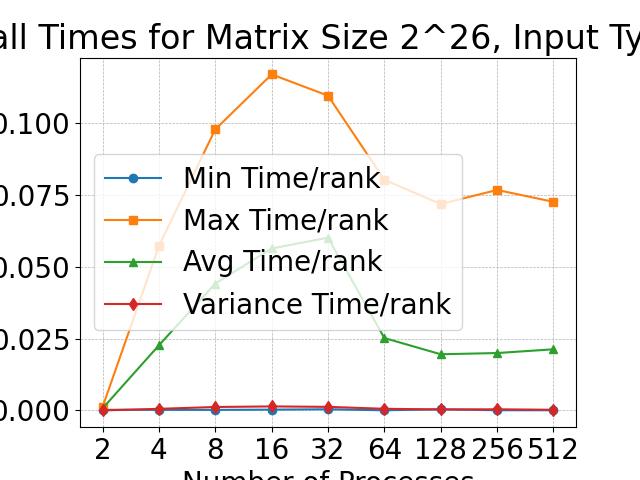 all Times for Matrix Size 2^26, Input Ty
0.100
0.075
0.050
0.025
0.000
Min Time/rank
Max Time/rank
Avg Time/rank
Variance Time/rank
2 4 8 16 32 64 128 256 512
Number of Processes